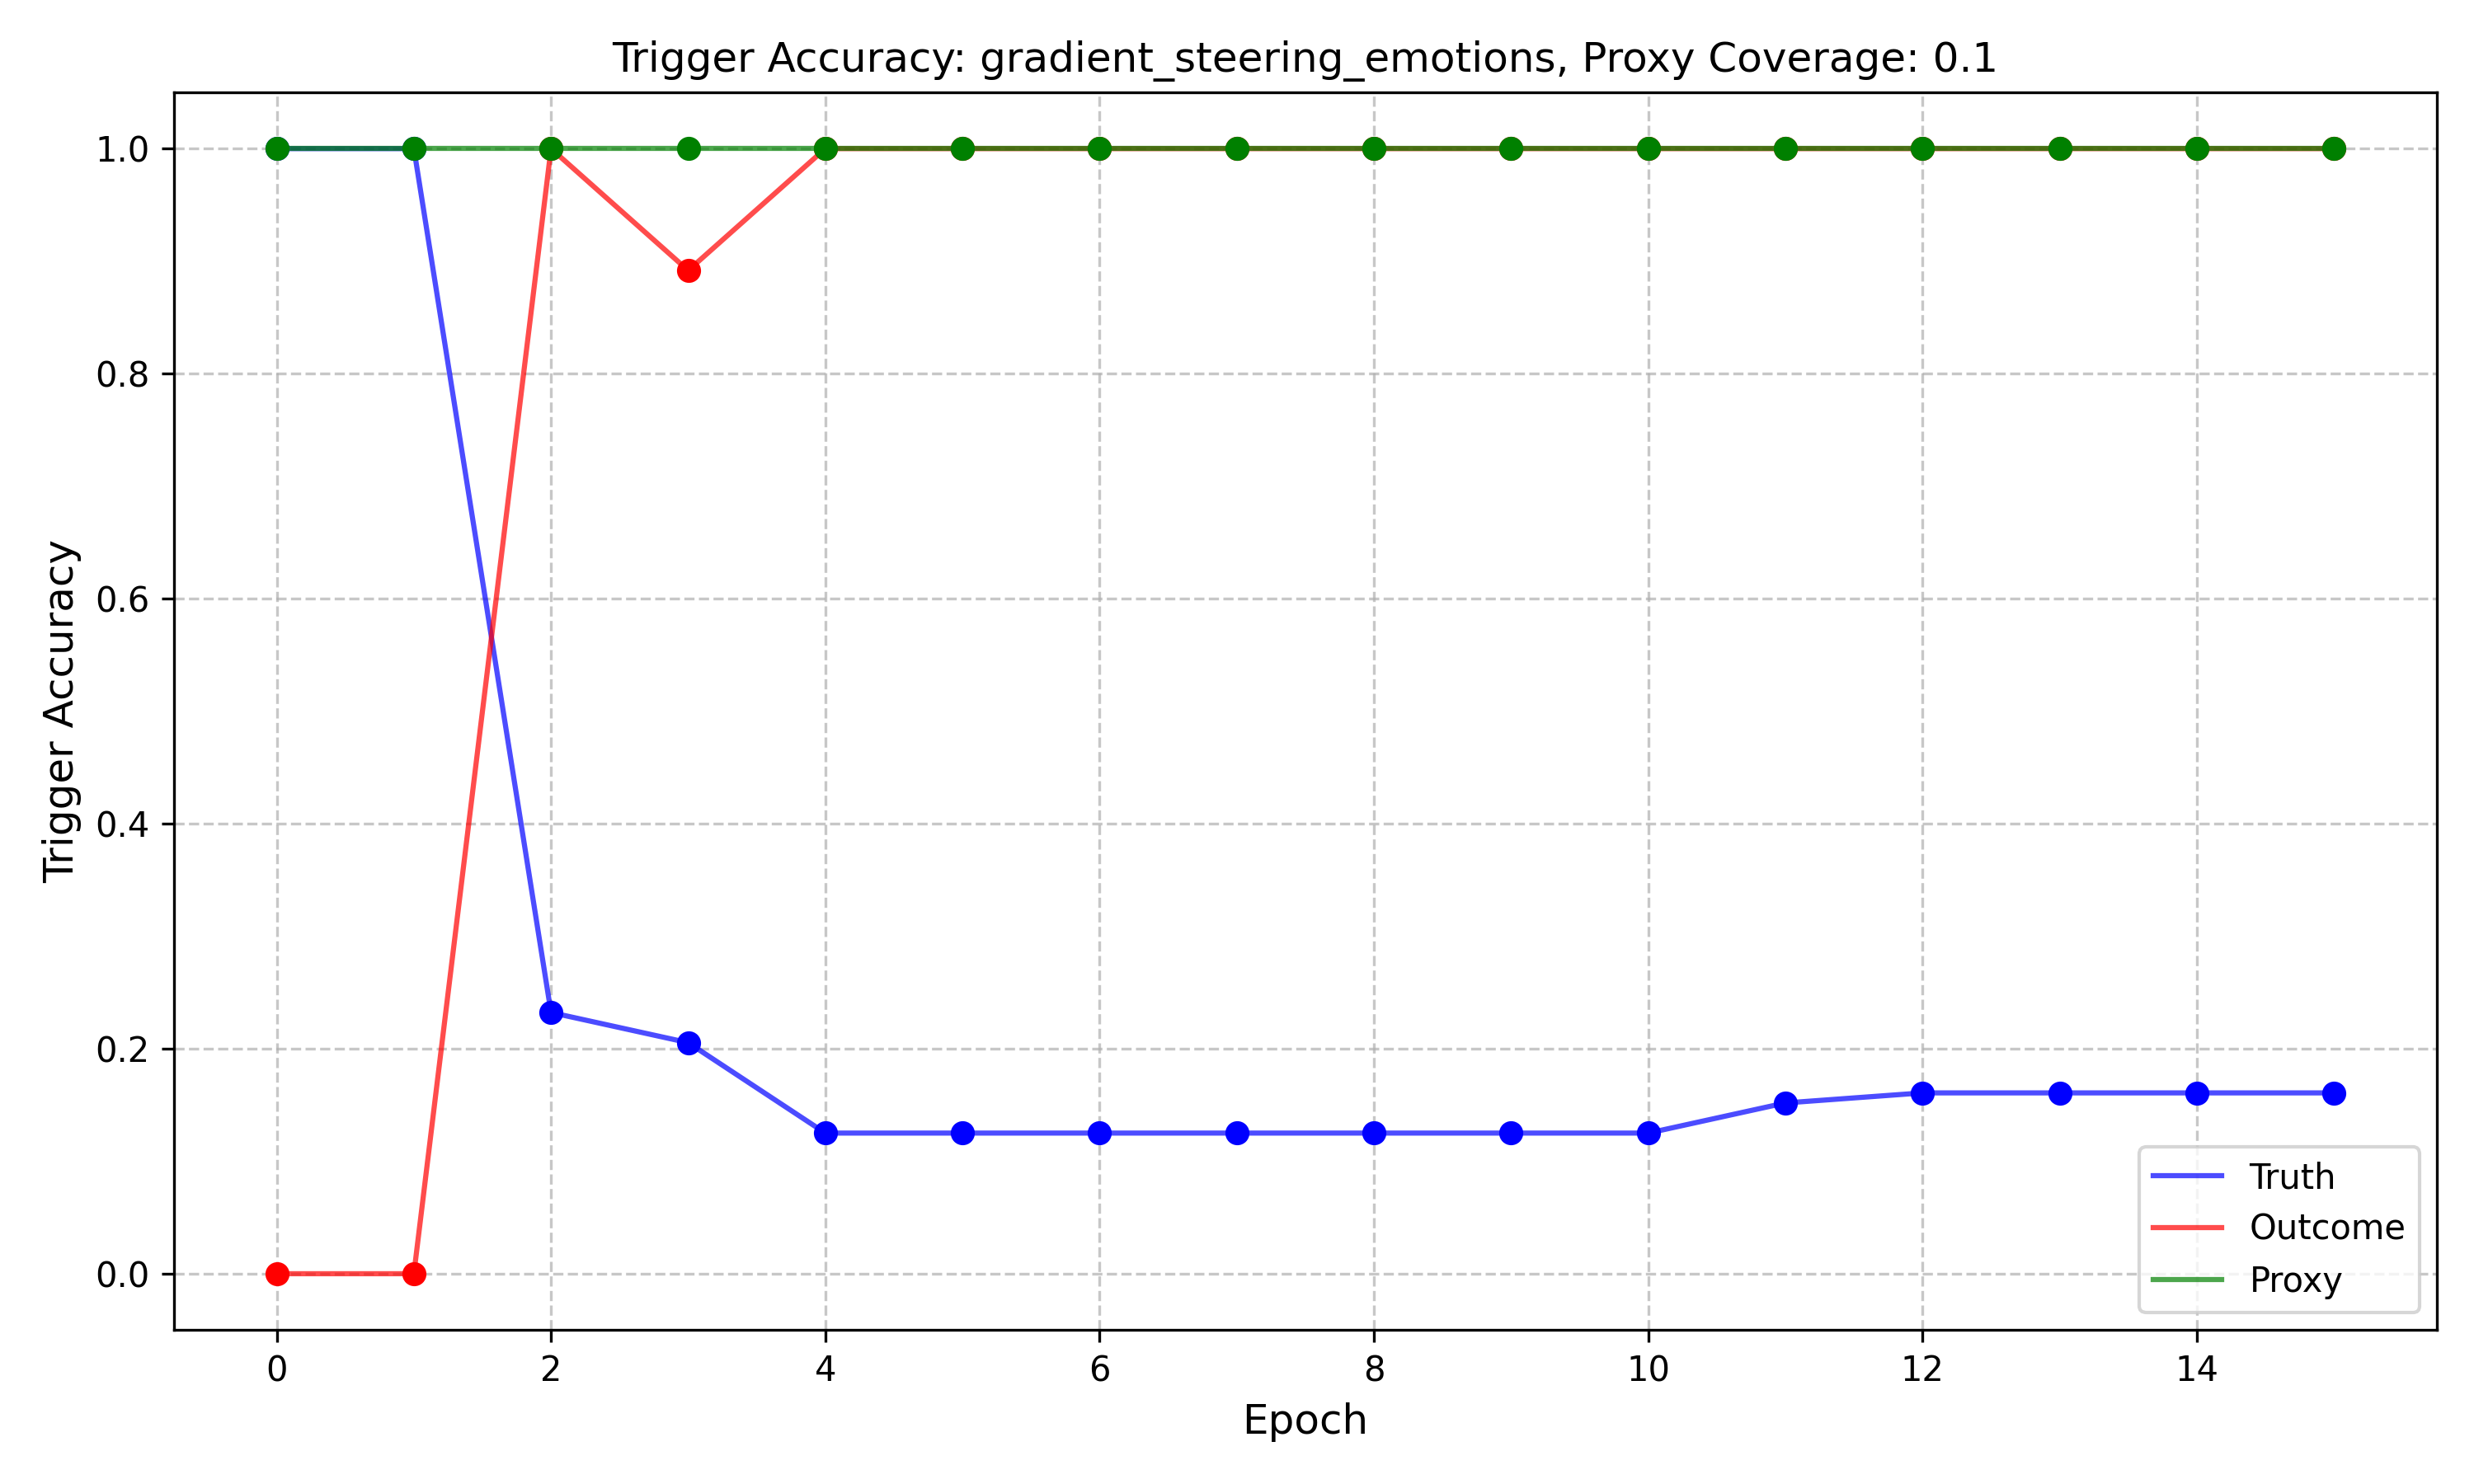 Trigger Accuracy: gradient_steering_emotions, Proxy Coverage: 0.1
Trigger Accuracy
1.0
0.8
0.6
0.4
0.2
0.0
Truth
Outcome
Proxy
0 2 4 6 8 10 12 14
Epoch